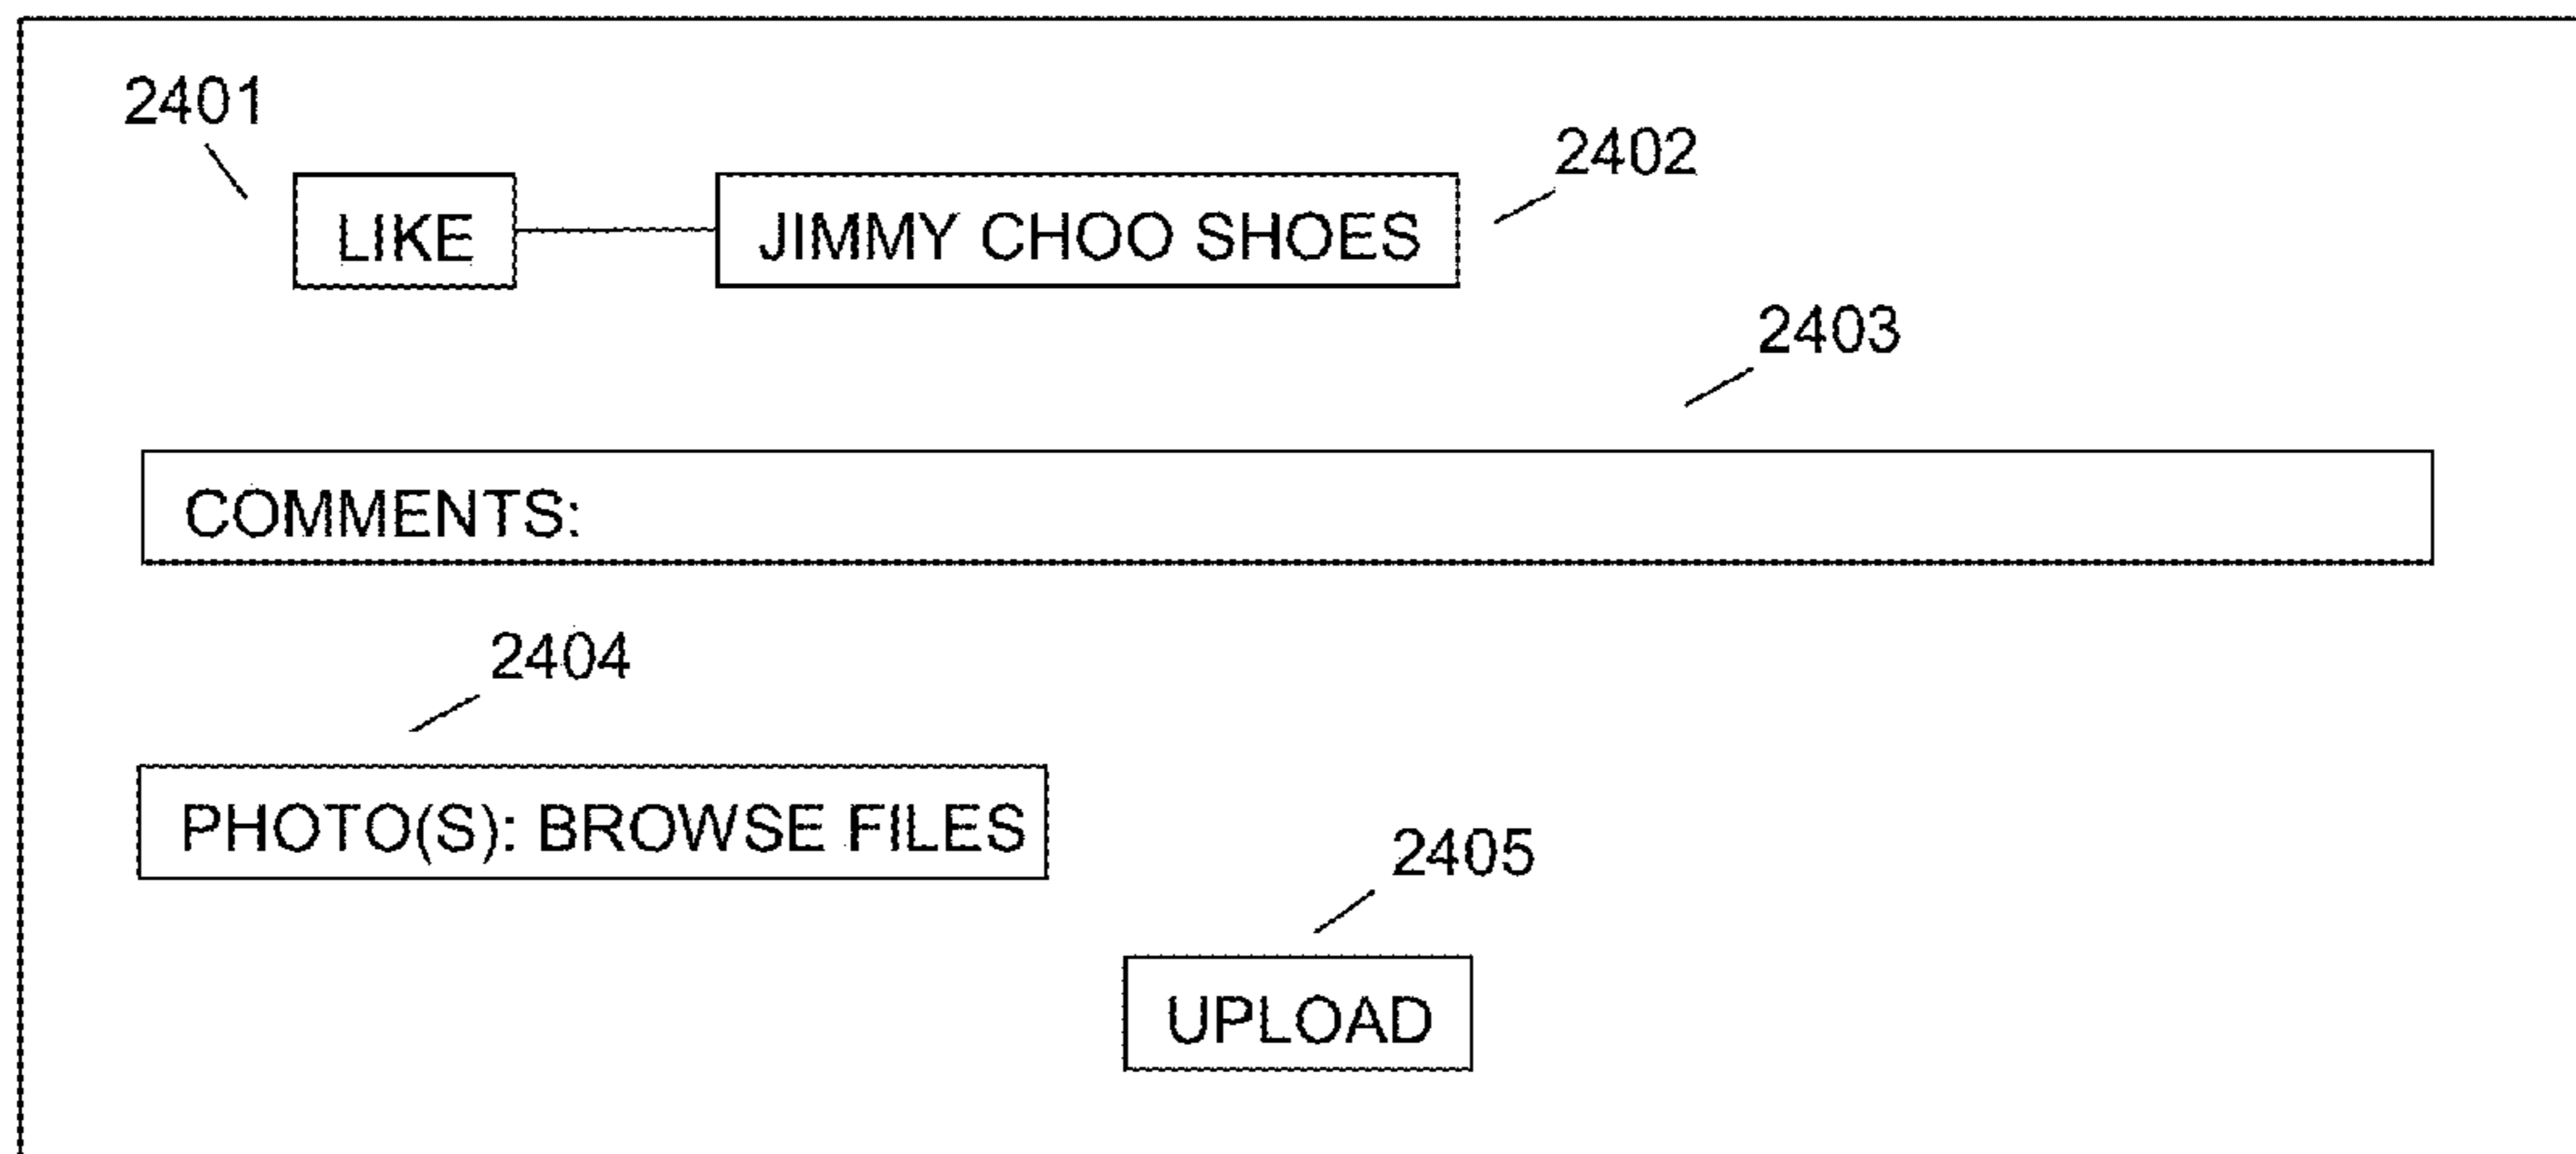 2401
2402
LIKE JIMMY CHOO SHOES
2403
COMMENTS:
2404
PHOTO(S): BROWSE FILES
2405
UPLOAD